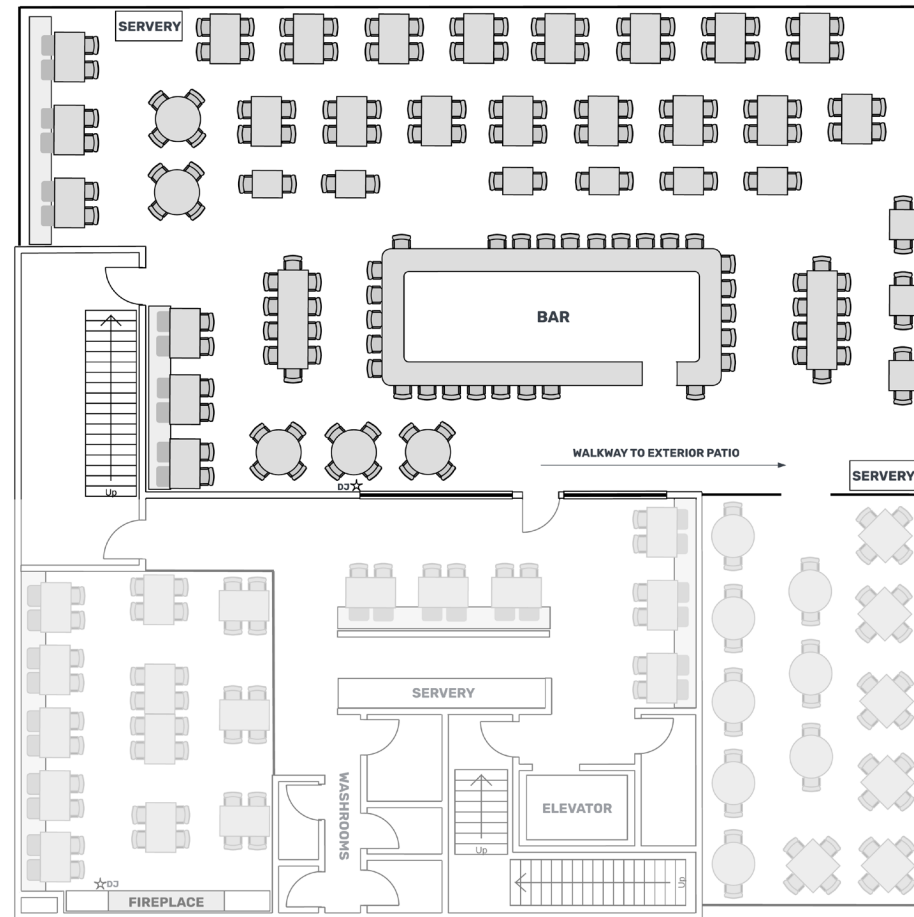 SERVERY
BAR
WALKWAY TO EXTERIOR PATIO
SERVERY
DJ
Up
SERVERY
WASHROOMS
ELEVATOR
Up
Up
DJ
FIREPLACE